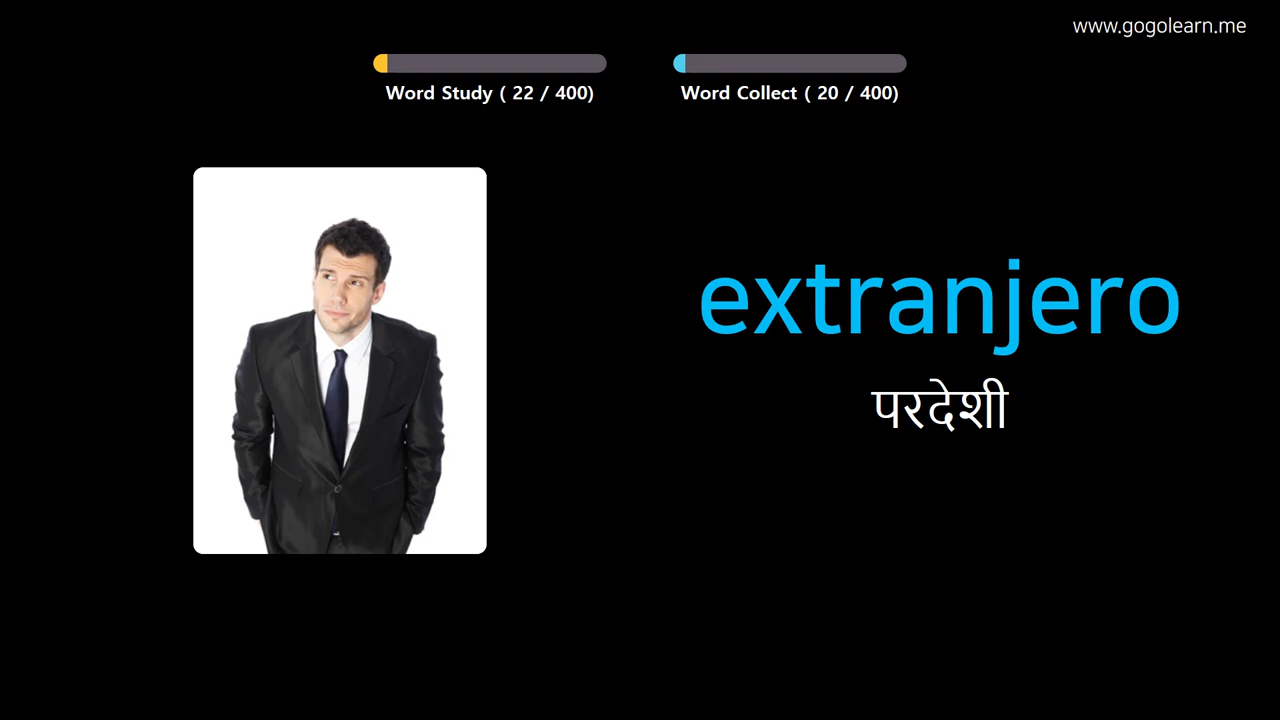 www.gogolearn.me
Word Study ( 22 / 400)
Word Collect ( 20 / 400)
extranjero
परदेशी